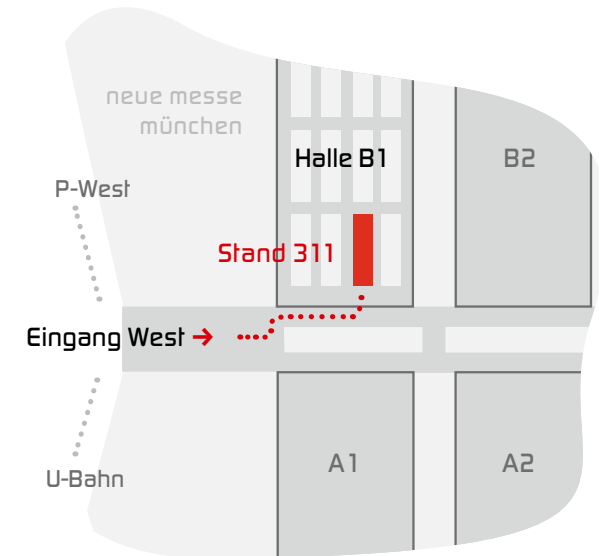 neue messe
münchen
Halle B1
B2
P-West
Stand 311
Eingang West →
A1
A2
U-Bahn